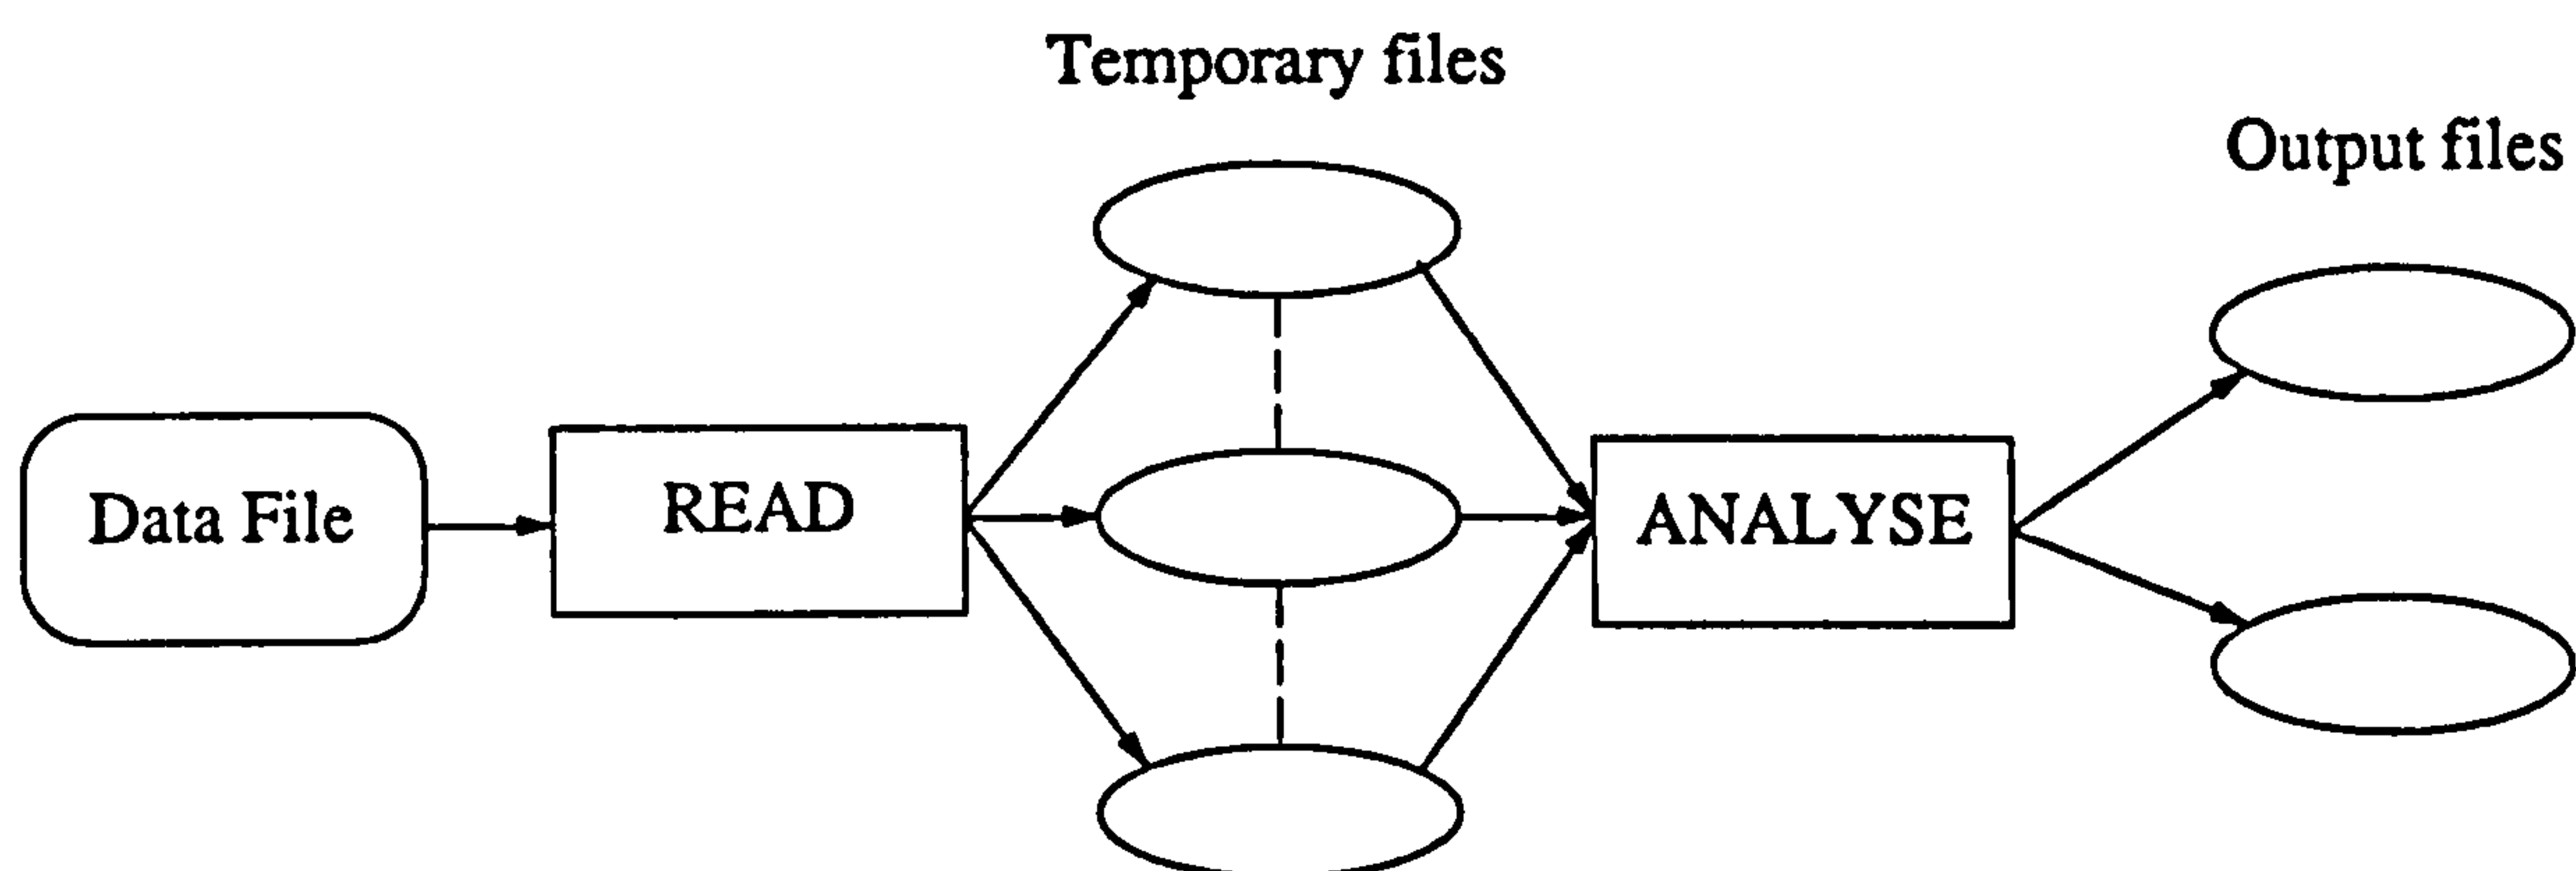 Temporary files
Output files
Data File
READ
ANALYSE